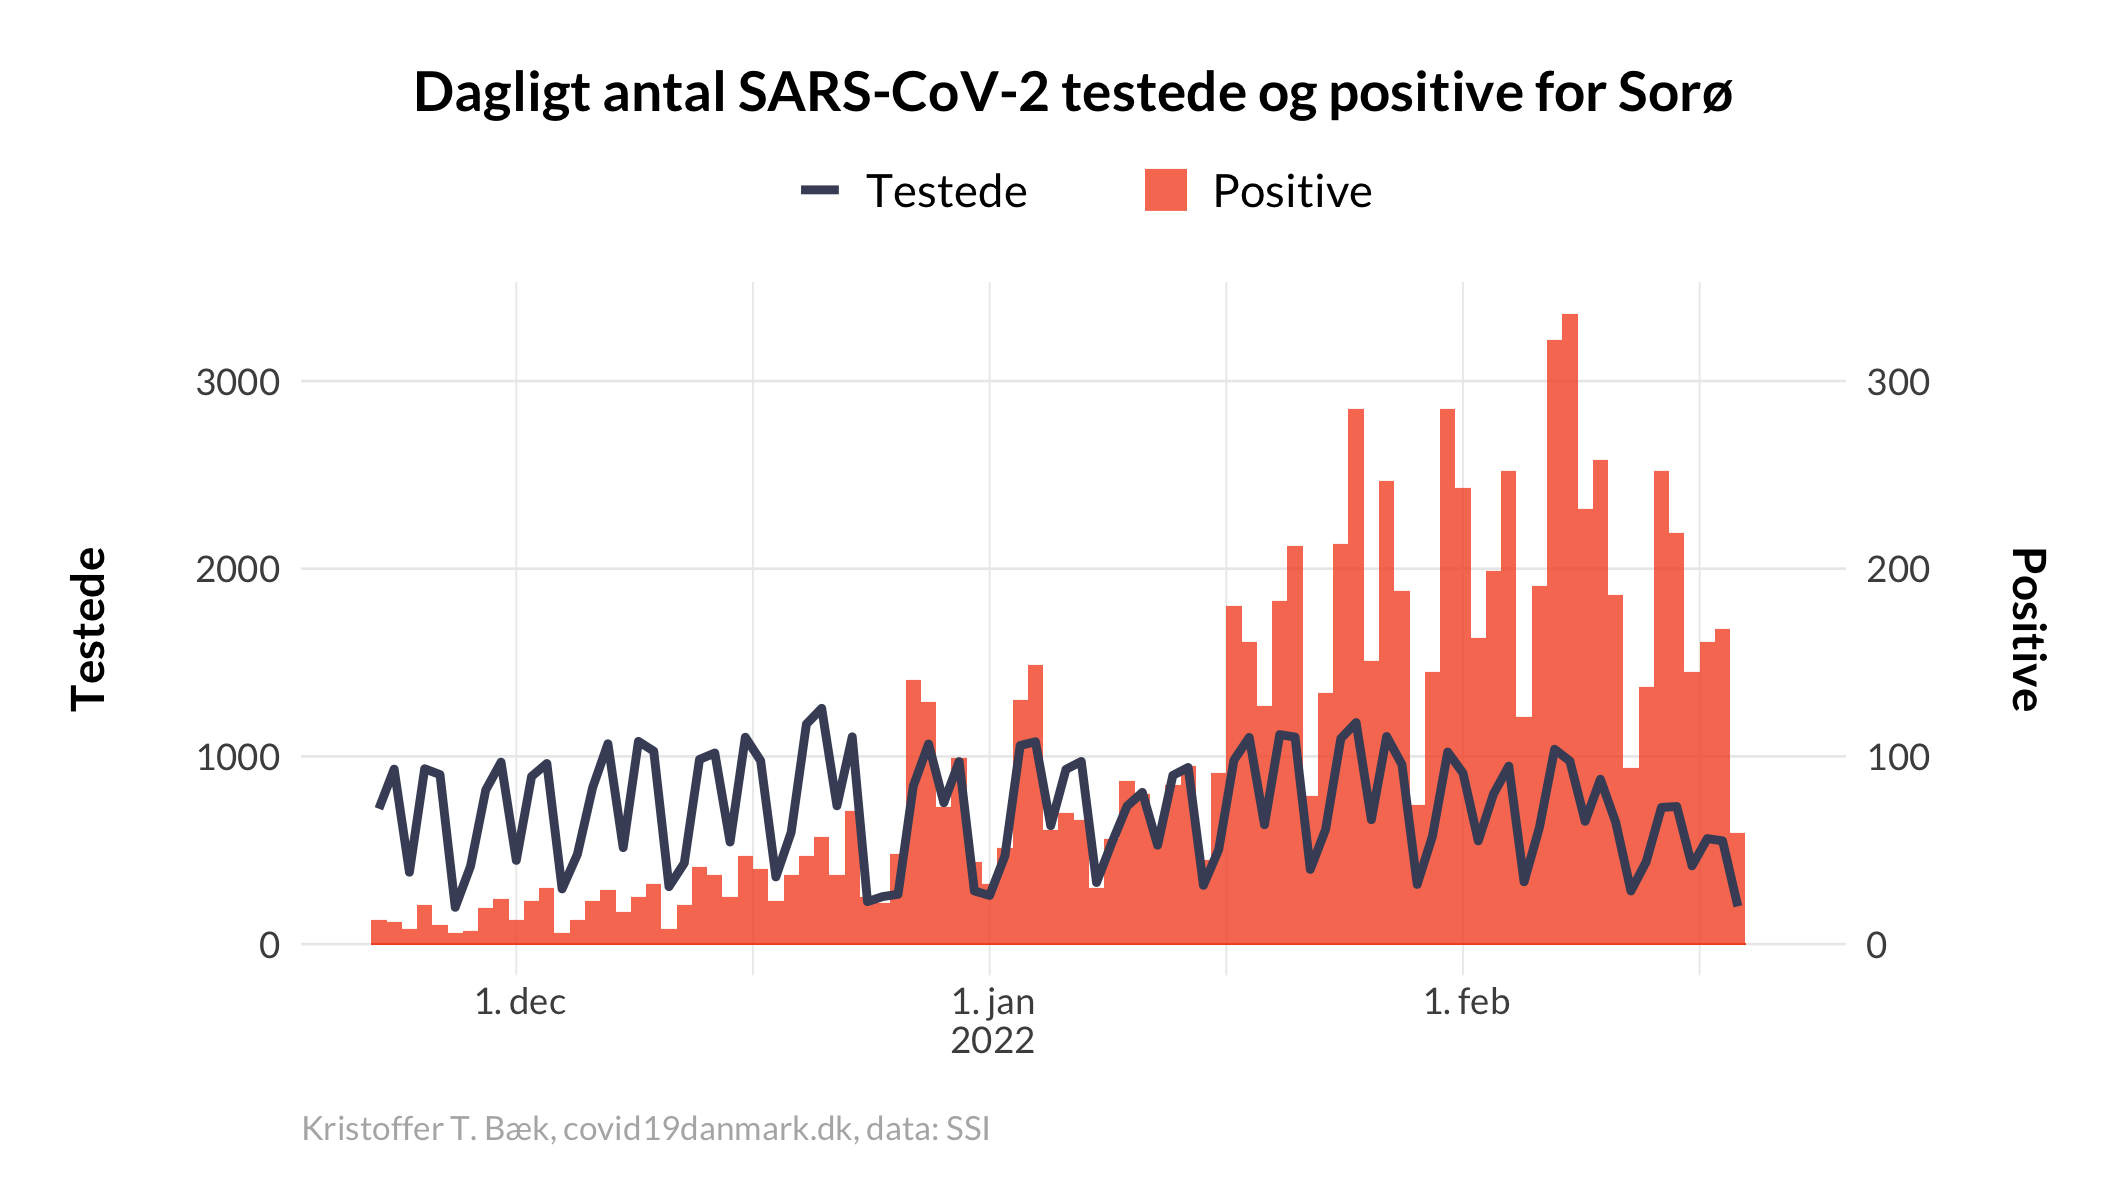 Dagligt antal SARS-CoV-2 testede og positive for Sorø
Testede
Positive
3000
2000
1000
0
300
200
100
0
Testede
Positive
1. dec
1. jan
2022
1. feb
Kristoffer T. Bæk, covid19danmark.dk, data: SSI